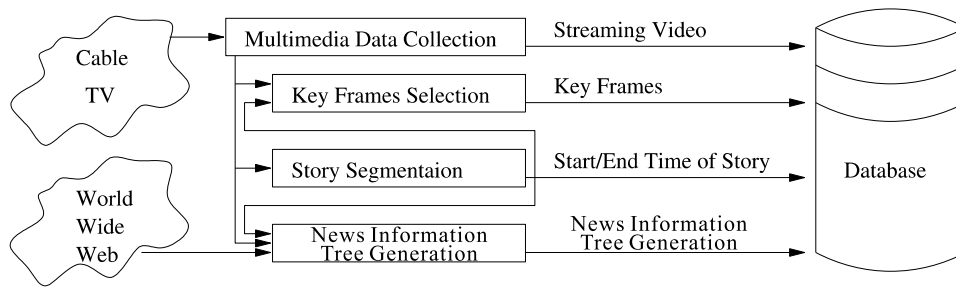 Cable
TV
Multimedia Data Collection
Streaming Video
Key Frames Selection
Key Frames
Story Segmentaion
Start/End Time of Story
Database
World
Wide
Web
News Information
Tree Generation
News Information
Tree Generation